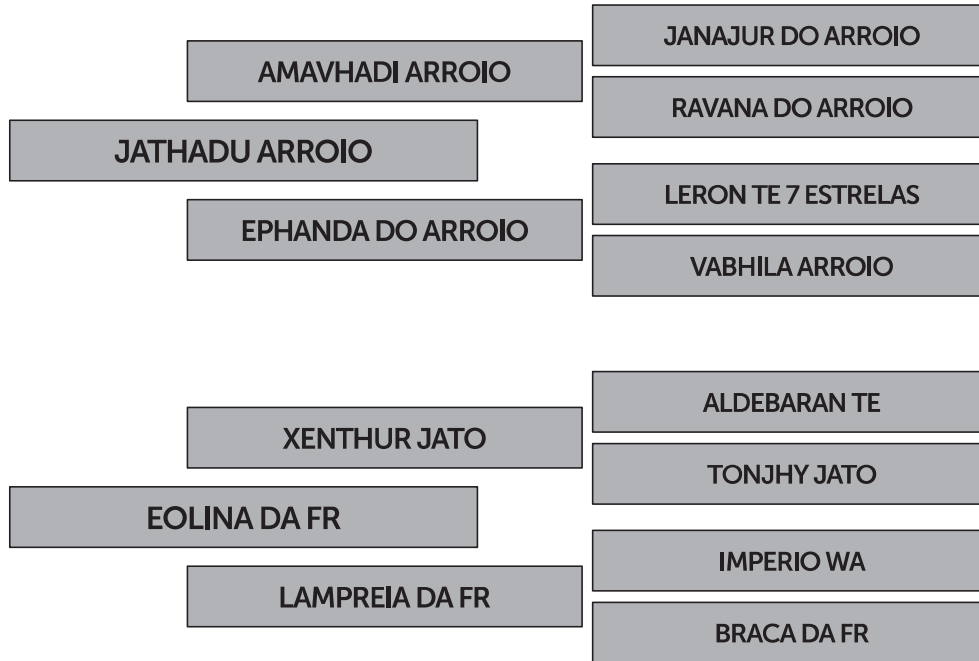 JANAJUR DO ARROIO
AMAVHADI ARROIO
RAVANA DO ARROIO
JATHADU ARROIO
LERON TE 7 ESTRELAS
EPHANDA DO ARROIO
VABHILA ARROIO
ALDEBARAN TE
XENTHUR JATO
TONJHY JATO
EOLINA DA FR
IMPERIO WA
LAMPREIA DA FR
BRACA DA FR